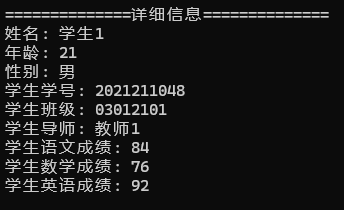 ==============详细信息==============
姓名: 学生1
年龄: 21
性别: 男
学生学号: 2021211048
学生班级: 03012101
学生导师: 教师1
学生语文成绩: 84
学生数学成绩: 76
学生英语成绩: 92